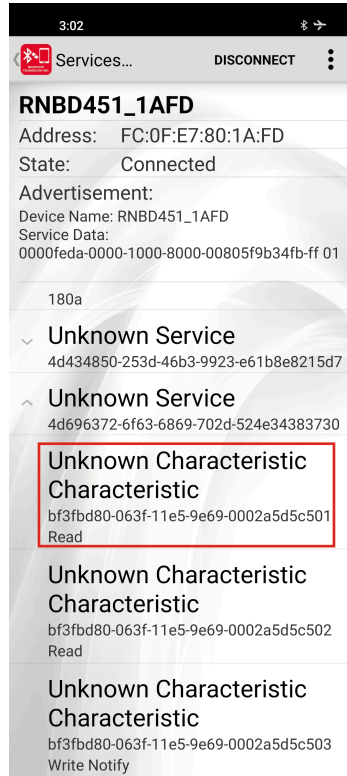 3:02
Services...
DISCONNECT
RNBD451_1AFD
Address: FC:0F:E7:80:1A:FD
State: Connected
Advertisement:
Device Name: RNBD451_1AFD
Service Data:
0000feda-0000-1000-8000-00805f9b34fb-ff 01
180a
Unknown Service
4d434850-253d-46b3-9923-e61b8e8215d7
Unknown Service
4d696372-6f63-6869-702d-524e34383730
Unknown Characteristic
Characteristic
bf3fbd80-063f-11e5-9e69-0002a5d5c501
Read
Unknown Characteristic
Characteristic
bf3fbd80-063f-11e5-9e69-0002a5d5c502
Read
Unknown Characteristic
Characteristic
bf3fbd80-063f-11e5-9e69-0002a5d5c503
Write Notify